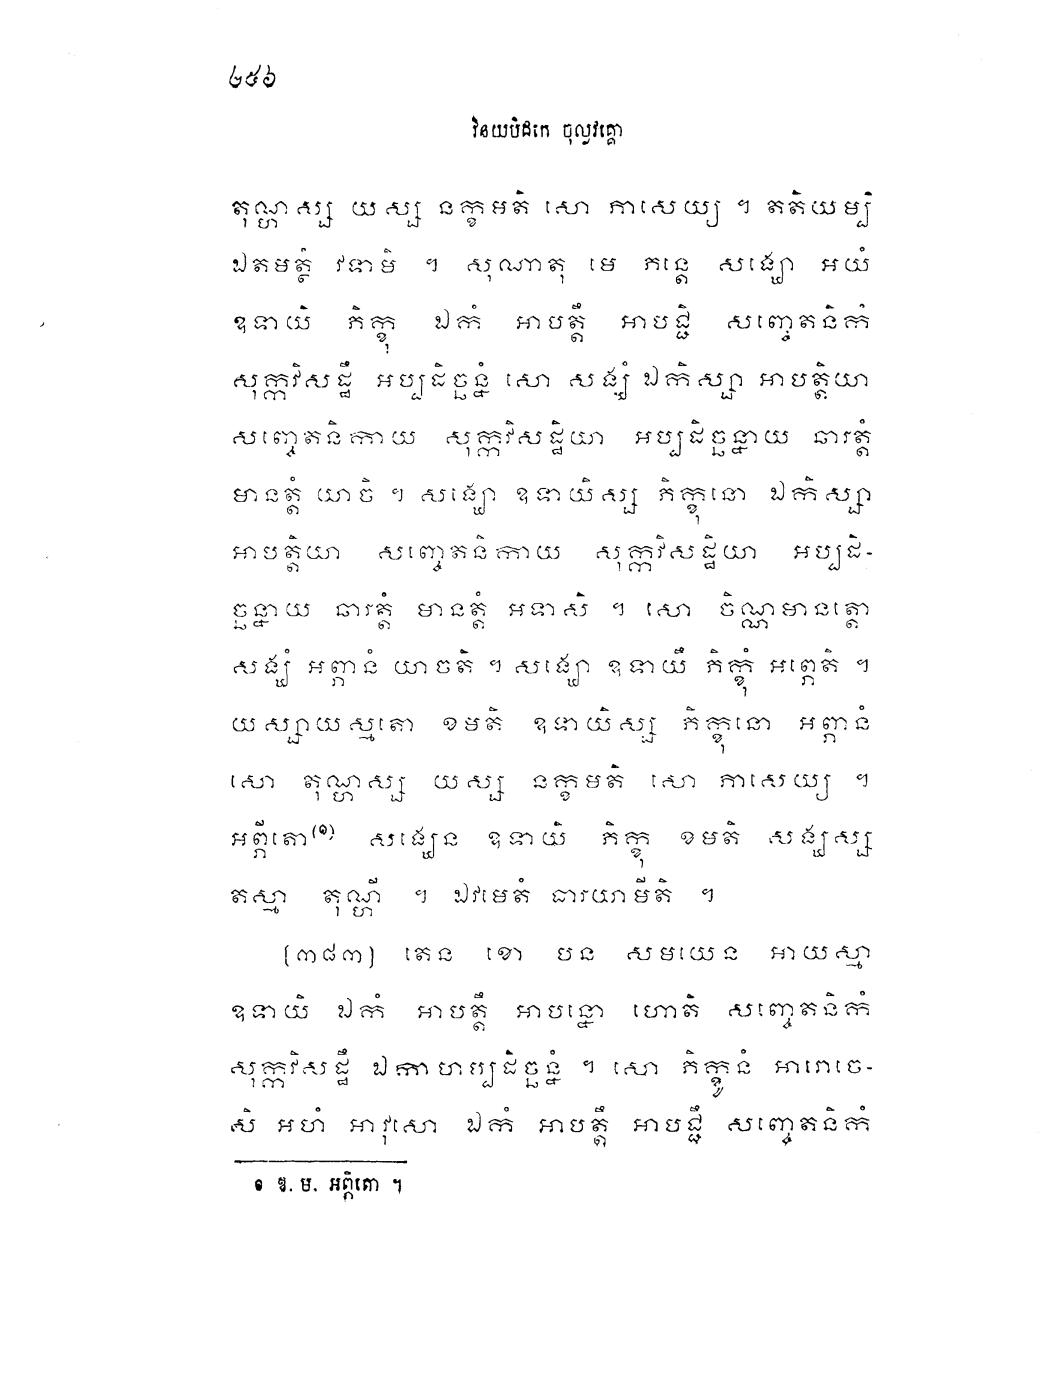 ២៥៦
វិនយបិដកេ ចុល្លវគ្គោ
តុណ្ហស្ស យស្ស នក្ខមតិ សោ ភាសេយ្យ ។ តតិយម្បិ
ឯតមត្ថំ វទាមិ ។ សុណាតុ មេ ភន្តេ សង្ឃោ អយំ
ឧទាយិ ភិក្ខុ ឯកំ អាបត្តឹ អាបជ្ជិ សញ្ចេតនិកំ
សុក្កវិសដ្ឋឹ អប្បដិច្ឆន្នំ សោ សង្ឃំ ឯកិស្សា អាបត្តិយា
សញ្ចេតនិកាយ សុក្កវិសដ្ឋិយា អប្បដិច្ឆន្នាយ ឆារត្តំ
មានត្តំ យាចិ ។ សង្ឃោ ឧទាយិស្ស ភិក្ខុនោ ឯកិស្សា
អាបត្តិយា សញ្ចេតនិកាយ សុក្កវិសដ្ឋិយា អប្បដិ-
ច្ឆន្នាយ ឆារត្តំ មានត្តំ អទាសិ ។ សោ ចិណ្ណមានត្តោ
សង្ឃំ អព្ភានំ យាចតិ ។ សង្ឃោ ឧទាយឹ ភិក្ខុំ អព្ភេតិ ។
យស្សាយស្មតោ ខមតិ ឧទាយិស្ស ភិក្ខុនោ អព្ភានំ
សោ តុណ្ហស្ស យស្ស នក្ខមតិ សោ ភាសេយ្យ ។
អព្ភីតោ(១) សង្ឃេន ឧទាយិ ភិក្ខុ ខមតិ សង្ឃស្ស
តស្មា តុណ្ហី ។ ឯវមេតំ ធារយាមីតិ ។
[៣៨៣] តេន ខោ បន សមយេន អាយស្មា
ឧទាយិ ឯកំ អាបត្តឹ អាបន្នោ ហោតិ សញ្ចេតនិកំ
សុក្កវិសដ្ឋឹ ឯកាហប្បដិច្ឆន្នំ ។ សោ ភិក្ខូនំ អារោចេ-
សិ អហំ អាវុសោ ឯកំ អាបត្តឹ អាបជ្ជឹ សញ្ចេតនិកំ
១ ឱ. ម. អព្ភិតោ ។